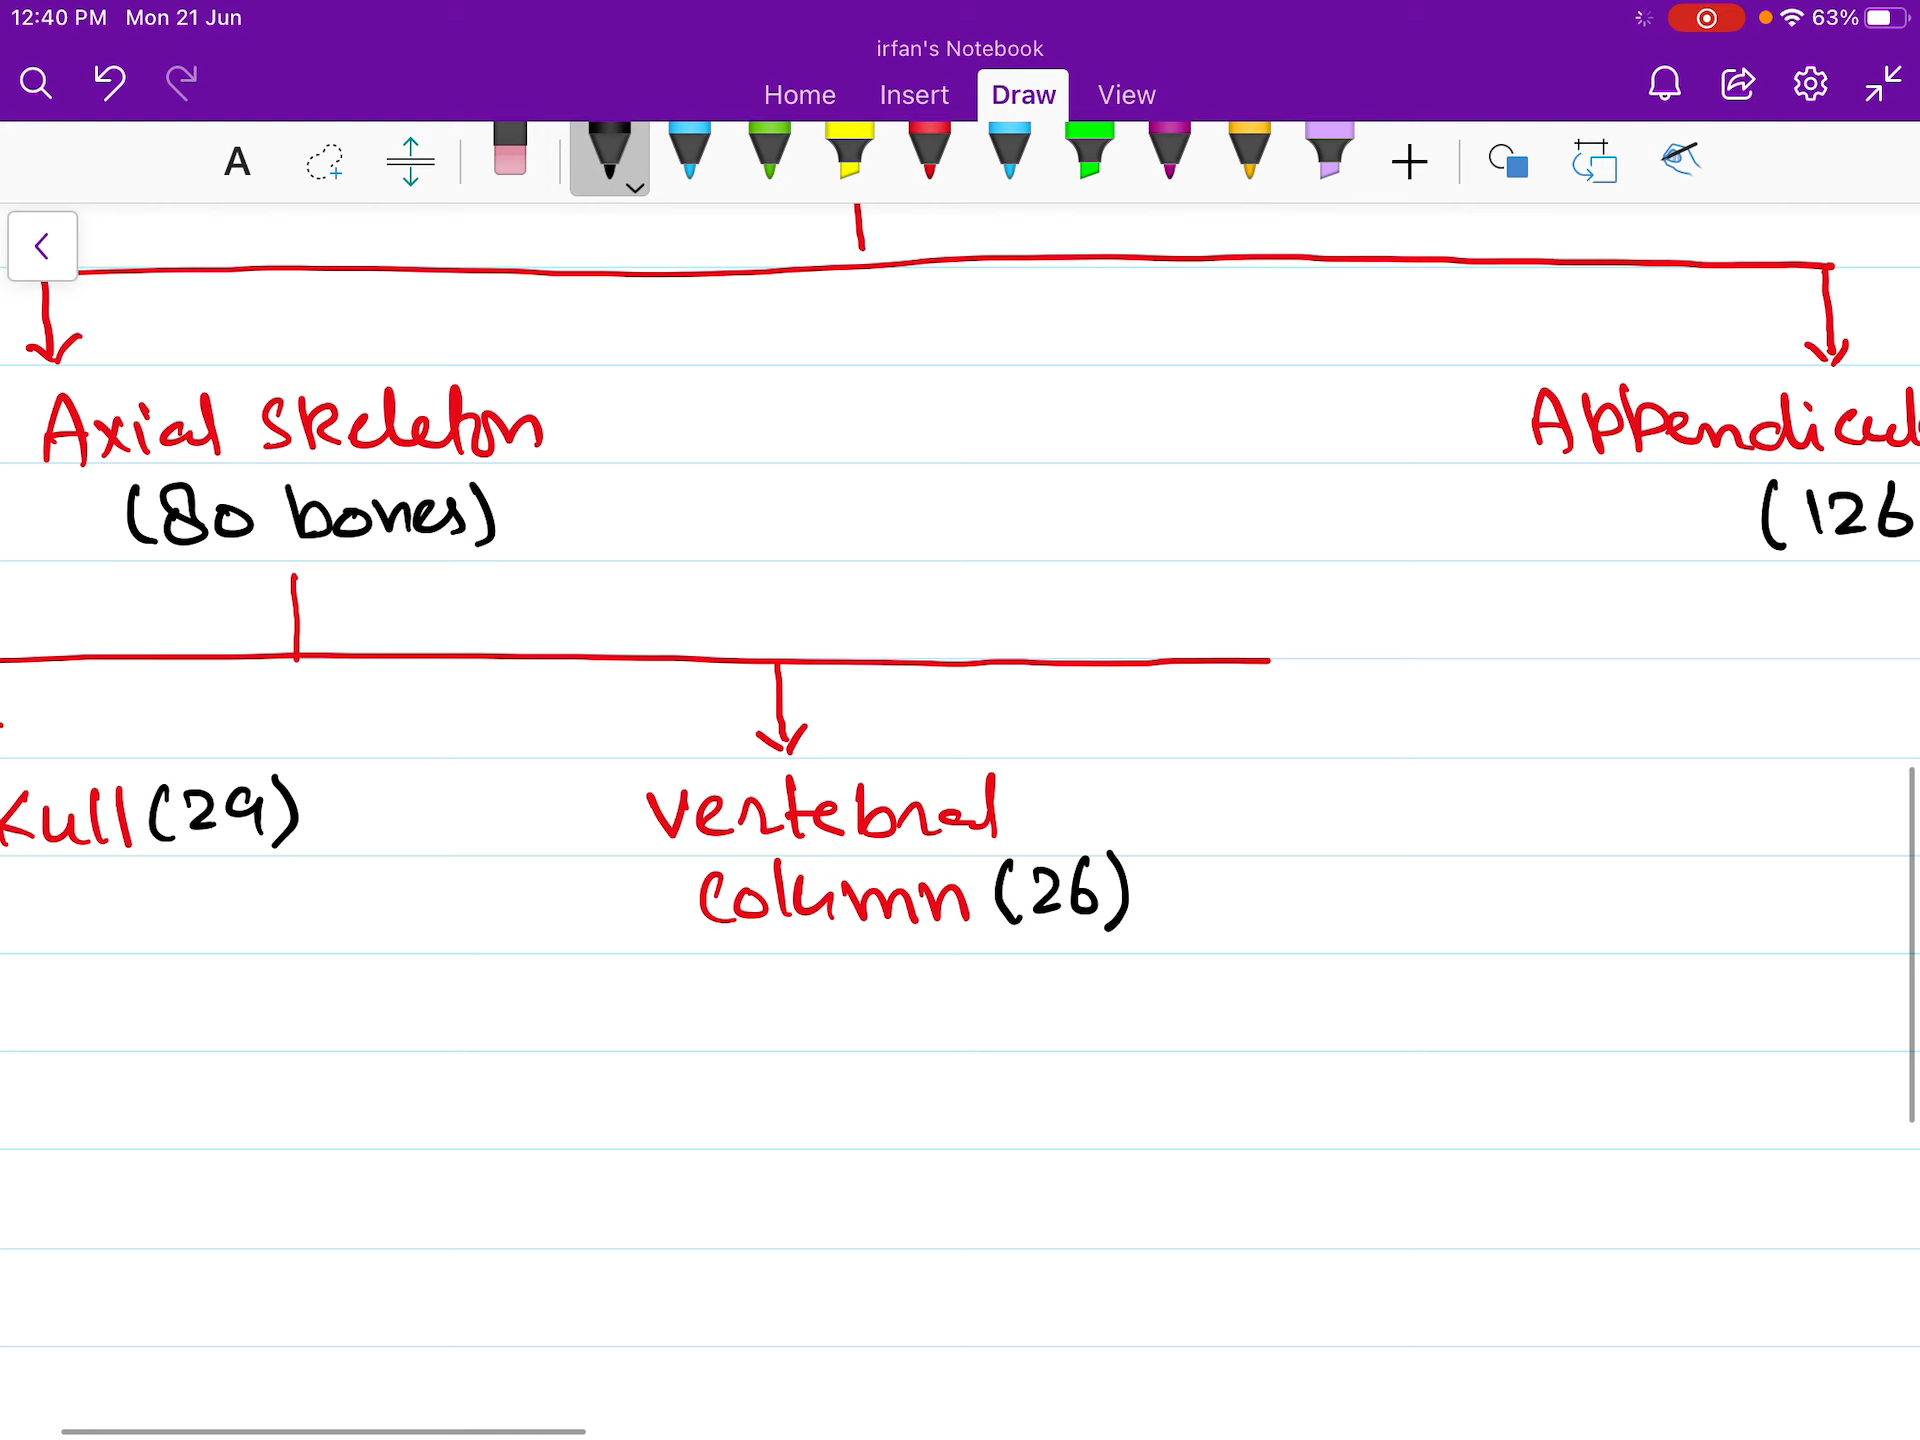 12:40 PM Mon 21 Jun
63%
irfan's Notebook
Home Insert Draw View
A
Axial skeleton
Appendicul
(80 bones)
(126
kull (29)
vertebral
column (26)